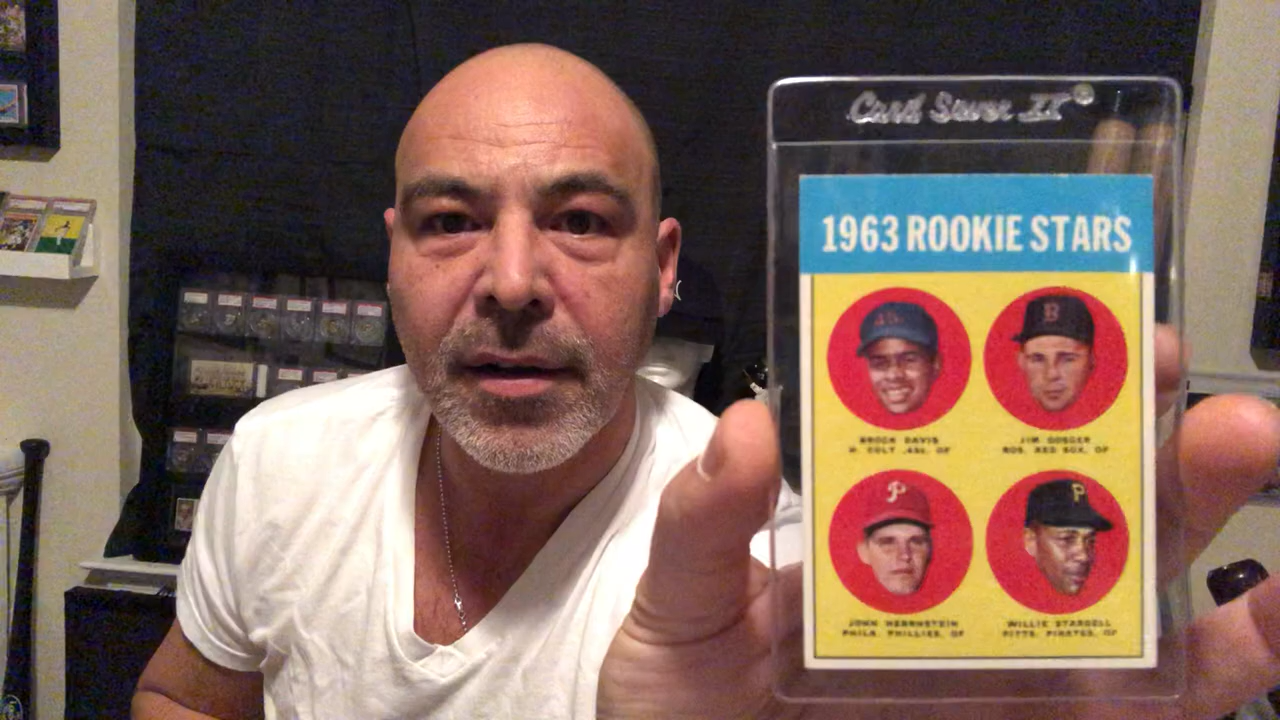 Card Saver II®
1963 ROOKIE STARS
.45s
B
BROCK DAVIS
H. COLT .45s, OF
JIM GOSGER
BOS. RED SOX, OF
P
P
JOHN HERRNSTEIN
PHILA. PHILLIES, OF
WILLIE STARGELL
PITTS. PIRATES, OF